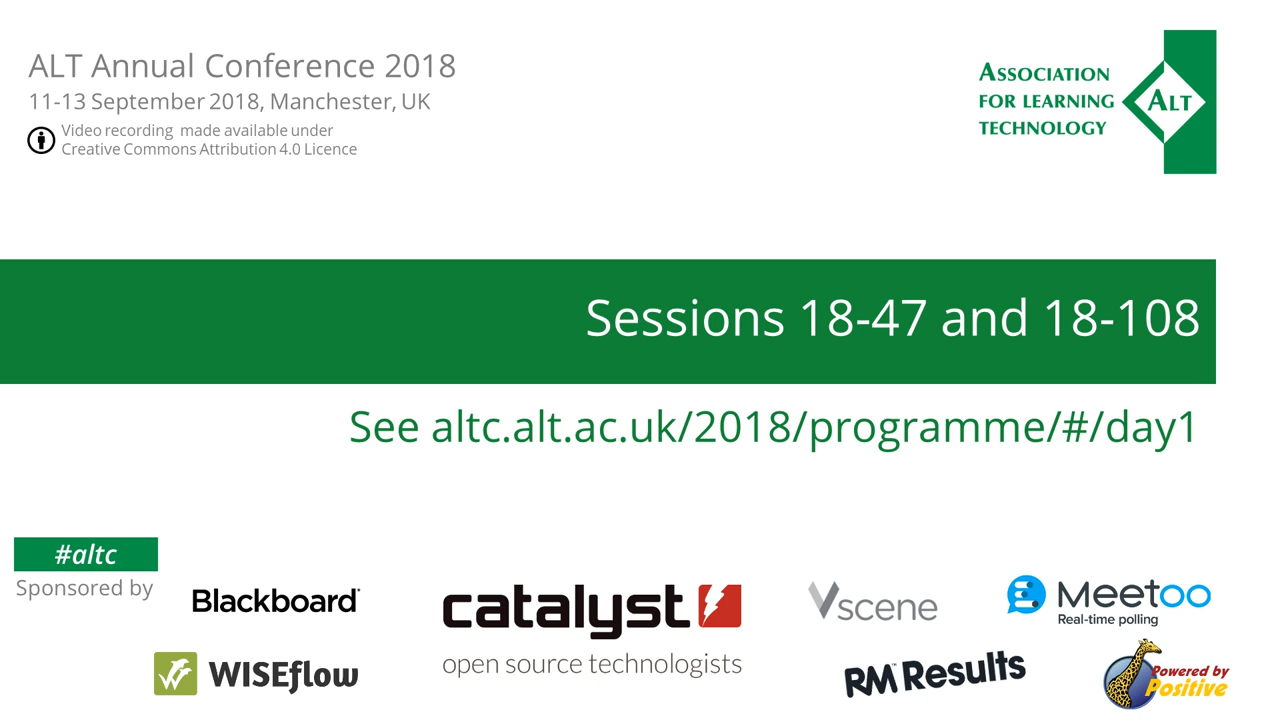 ALT Annual Conference 2018
11-13 September 2018, Manchester, UK
Video recording made available under
Creative Commons Attribution 4.0 Licence
ASSOCIATION
FOR LEARNING
TECHNOLOGY
ALT
Sessions 18-47 and 18-108
See altc.alt.ac.uk/2018/programme/#/day1
#altc
Sponsored by
Blackboard
catalyst
open source technologists
Vscene
Meetoo
Real-time polling
WISEflow
RM Results
Powered by
Positive